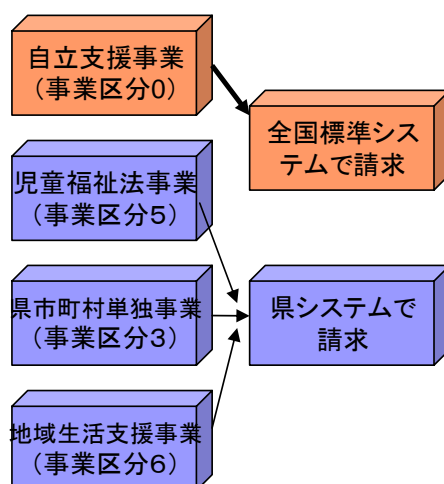 自立支援事業
（事業区分0）
全国標準シス
テムで請求
児童福祉法事業
（事業区分5）
県市町村単独事業
（事業区分3）
県システムで
請求
地域生活支援事業
（事業区分6）